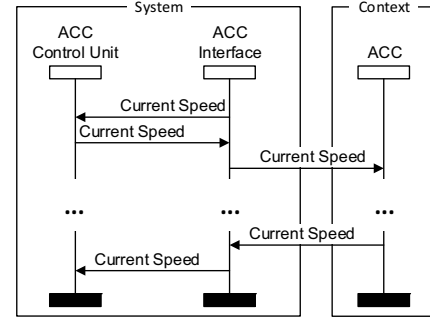 System
Context
ACC
Control Unit
ACC
Interface
ACC
Current Speed
Current Speed
Current Speed
... ... ...
Current Speed
Current Speed